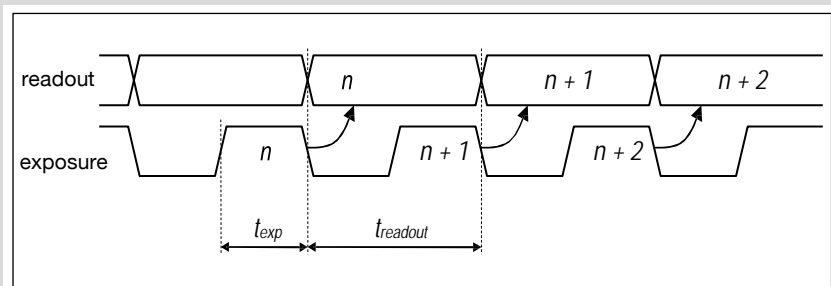 readout n n + 1 n + 2
exposure n n + 1 n + 2
texp treadout